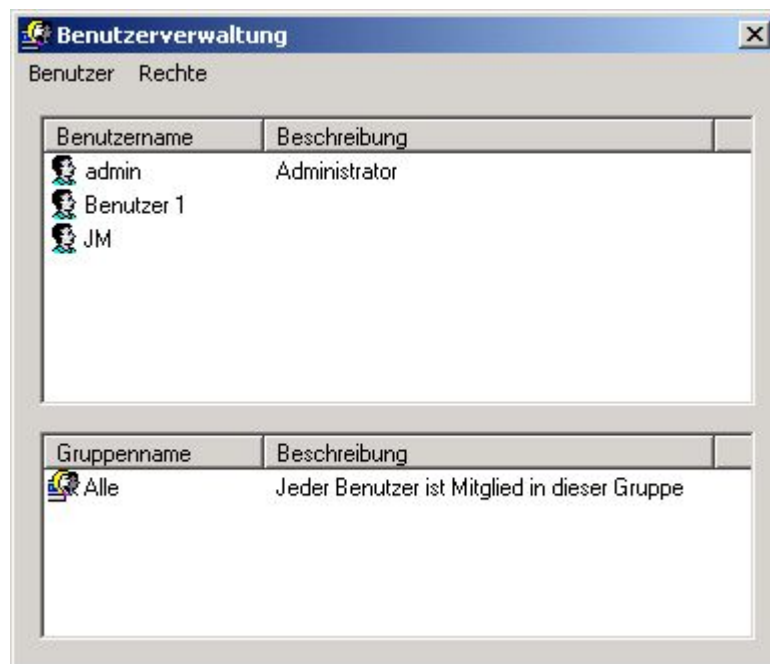 Benutzerverwaltung
Benutzer Rechte
Benutzername Beschreibung
admin Administrator
Benutzer 1
JM
Gruppenname Beschreibung
Alle Jeder Benutzer ist Mitglied in dieser Gruppe